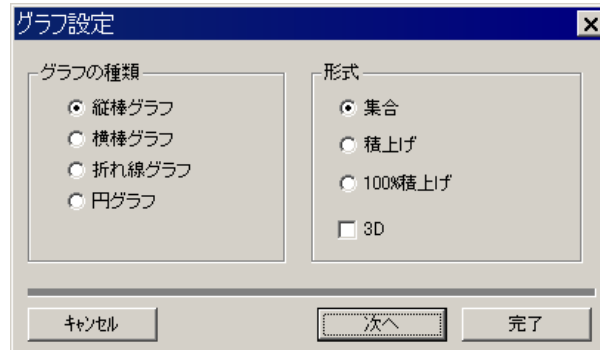 グラフ設定
グラフの種類
縦棒グラフ
横棒グラフ
折れ線グラフ
円グラフ
形式
集合
積上げ
100%積上げ
3D
ｷｬﾝｾﾙ
次へ
完了